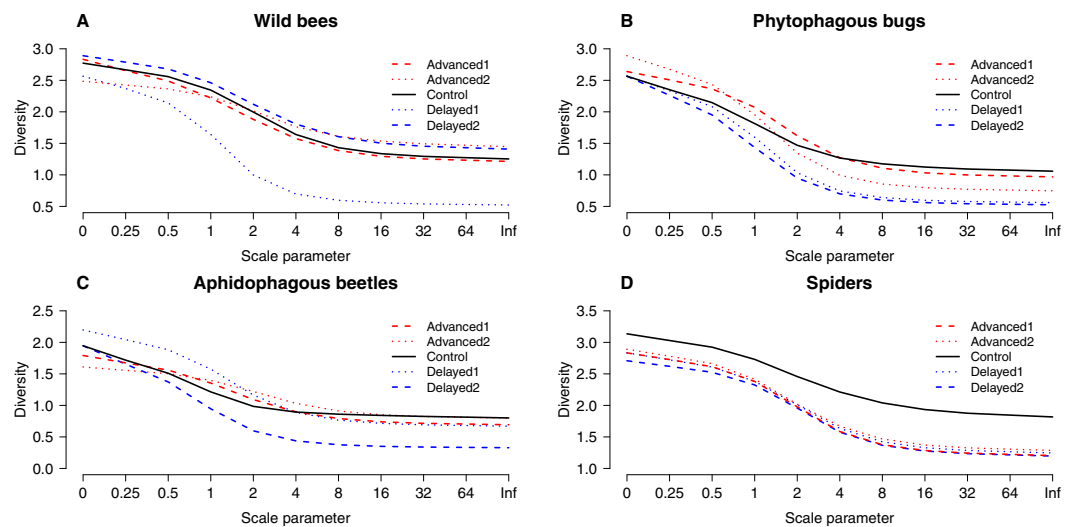 A Wild bees
3.0
2.5
2.0
1.5
1.0
0.5
Diversity
Advanced1
Advanced2
Control
Delayed1
Delayed2
0 0.25 0.5 1 2 4 8 16 32 64 Inf
Scale parameter
B Phytophagous bugs
3.0
2.5
2.0
1.5
1.0
0.5
Diversity
Advanced1
Advanced2
Control
Delayed1
Delayed2
0 0.25 0.5 1 2 4 8 16 32 64 Inf
Scale parameter
C Aphidophagous beetles
2.5
2.0
1.5
1.0
0.5
0.0
Diversity
Advanced1
Advanced2
Control
Delayed1
Delayed2
0 0.25 0.5 1 2 4 8 16 32 64 Inf
Scale parameter
D Spiders
3.5
3.0
2.5
2.0
1.5
1.0
Diversity
Advanced1
Advanced2
Control
Delayed1
Delayed2
0 0.25 0.5 1 2 4 8 16 32 64 Inf
Scale parameter